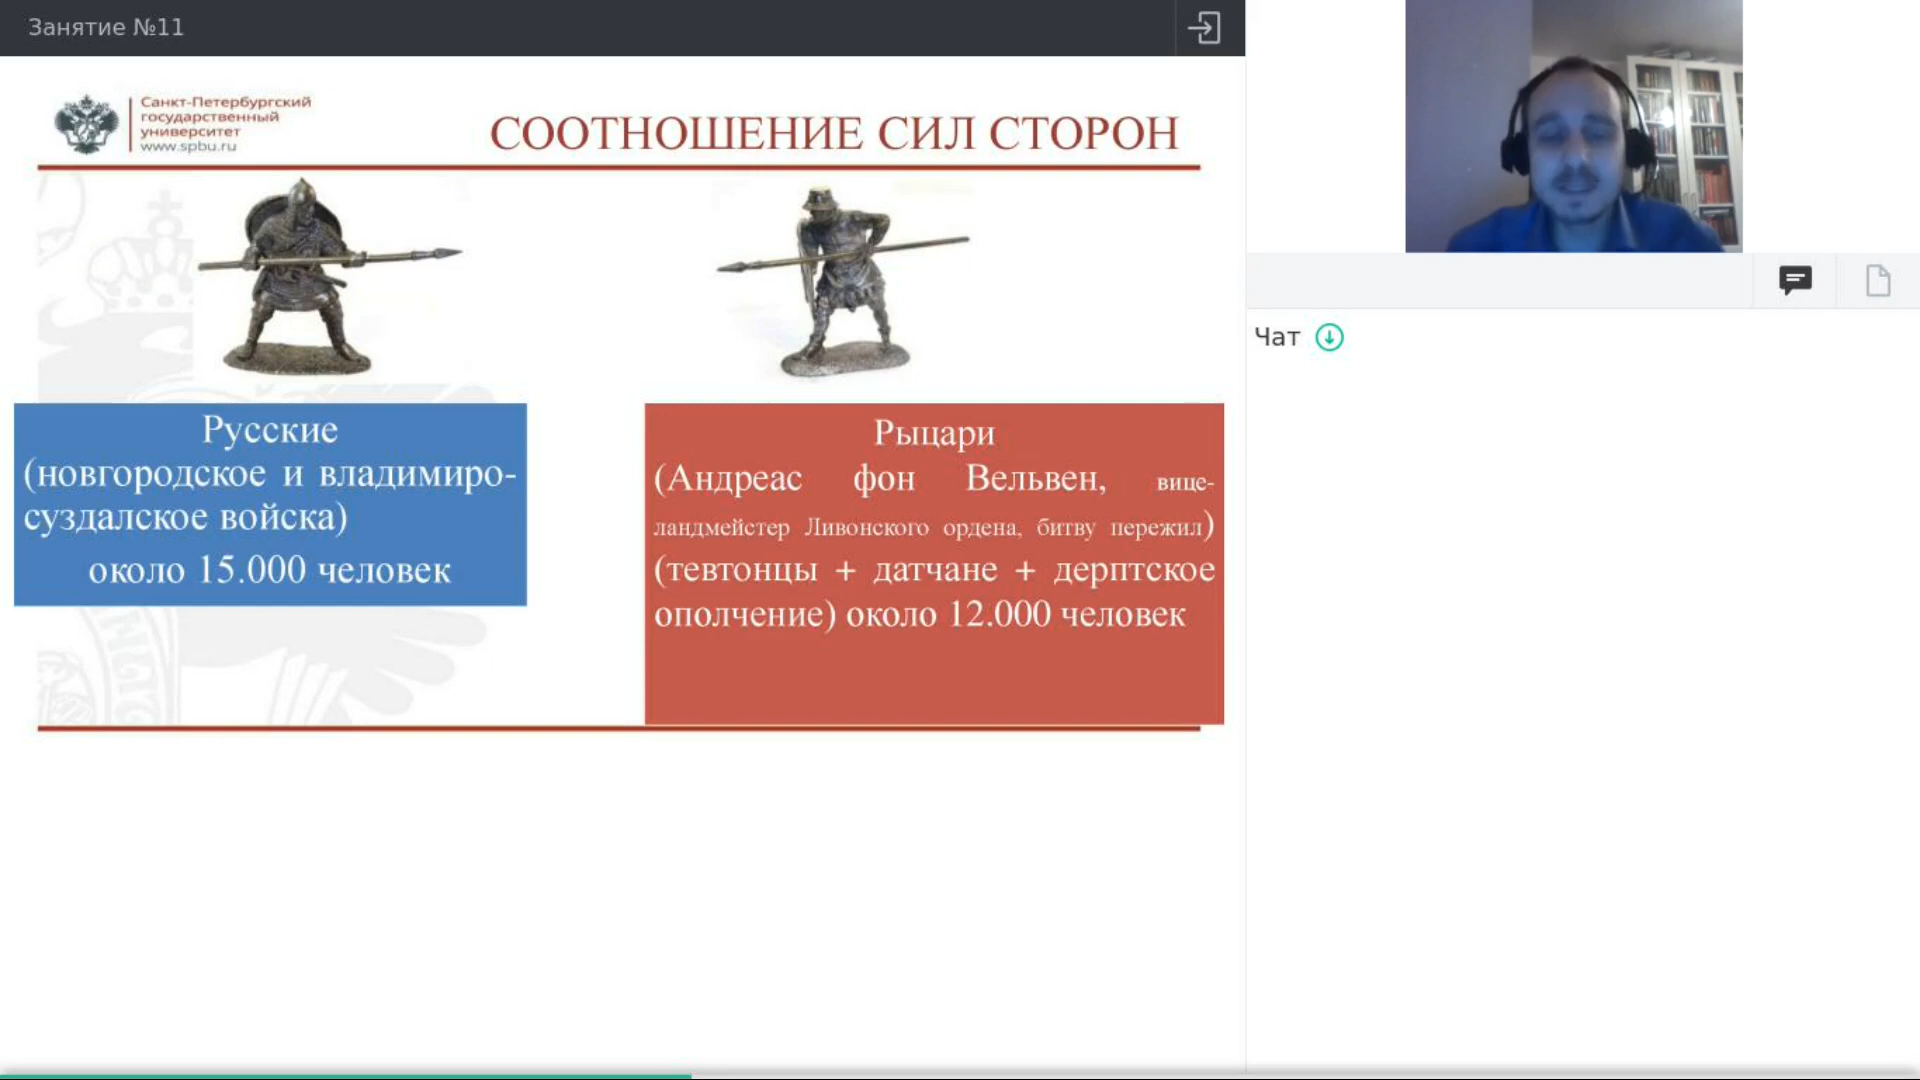 Занятие №11
Санкт-Петербургский
государственный
университет
www.spbu.ru
СООТНОШЕНИЕ СИЛ СТОРОН
Русские
(новгородское и владимиро-
суздалское войска)
около 15.000 человек
Рыцари
(Андреас фон Вельвен, вице-
ландмейстер Ливонского ордена, битву пережил)
(тевтонцы + датчане + дерптское
ополчение) около 12.000 человек
Чат